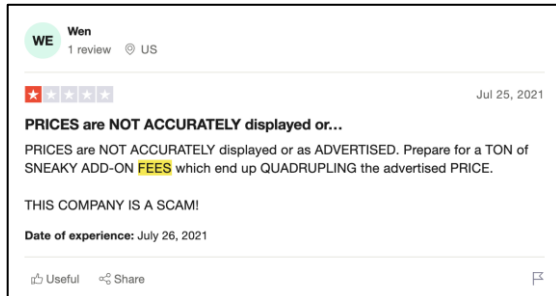 WE
Wen
1 review US
Jul 25, 2021
PRICES are NOT ACCURATELY displayed or...
PRICES are NOT ACCURATELY displayed or as ADVERTISED. Prepare for a TON of
SNEAKY ADD-ON FEES which end up QUADRUPLING the advertised PRICE.
THIS COMPANY IS A SCAM!
Date of experience: July 26, 2021
Useful Share